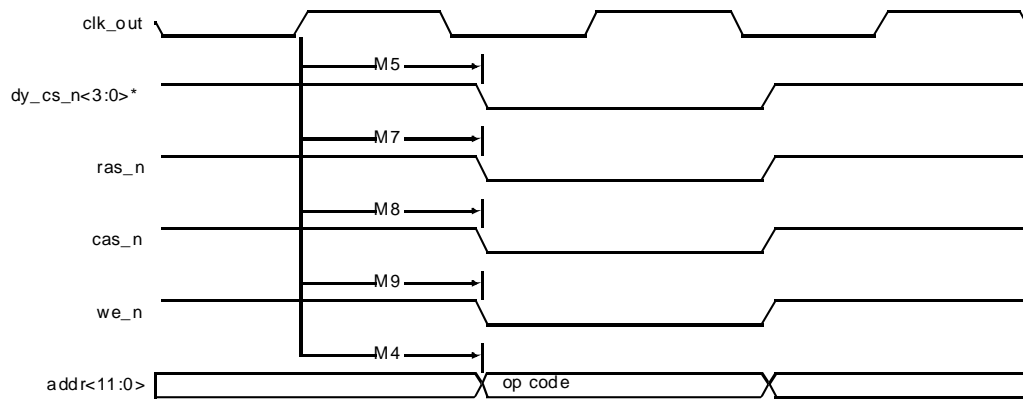 clk_out
M5
dy_cs_n<3:0>*
M7
ras_n
M8
cas_n
M9
we_n
M4
addr<11:0> op code